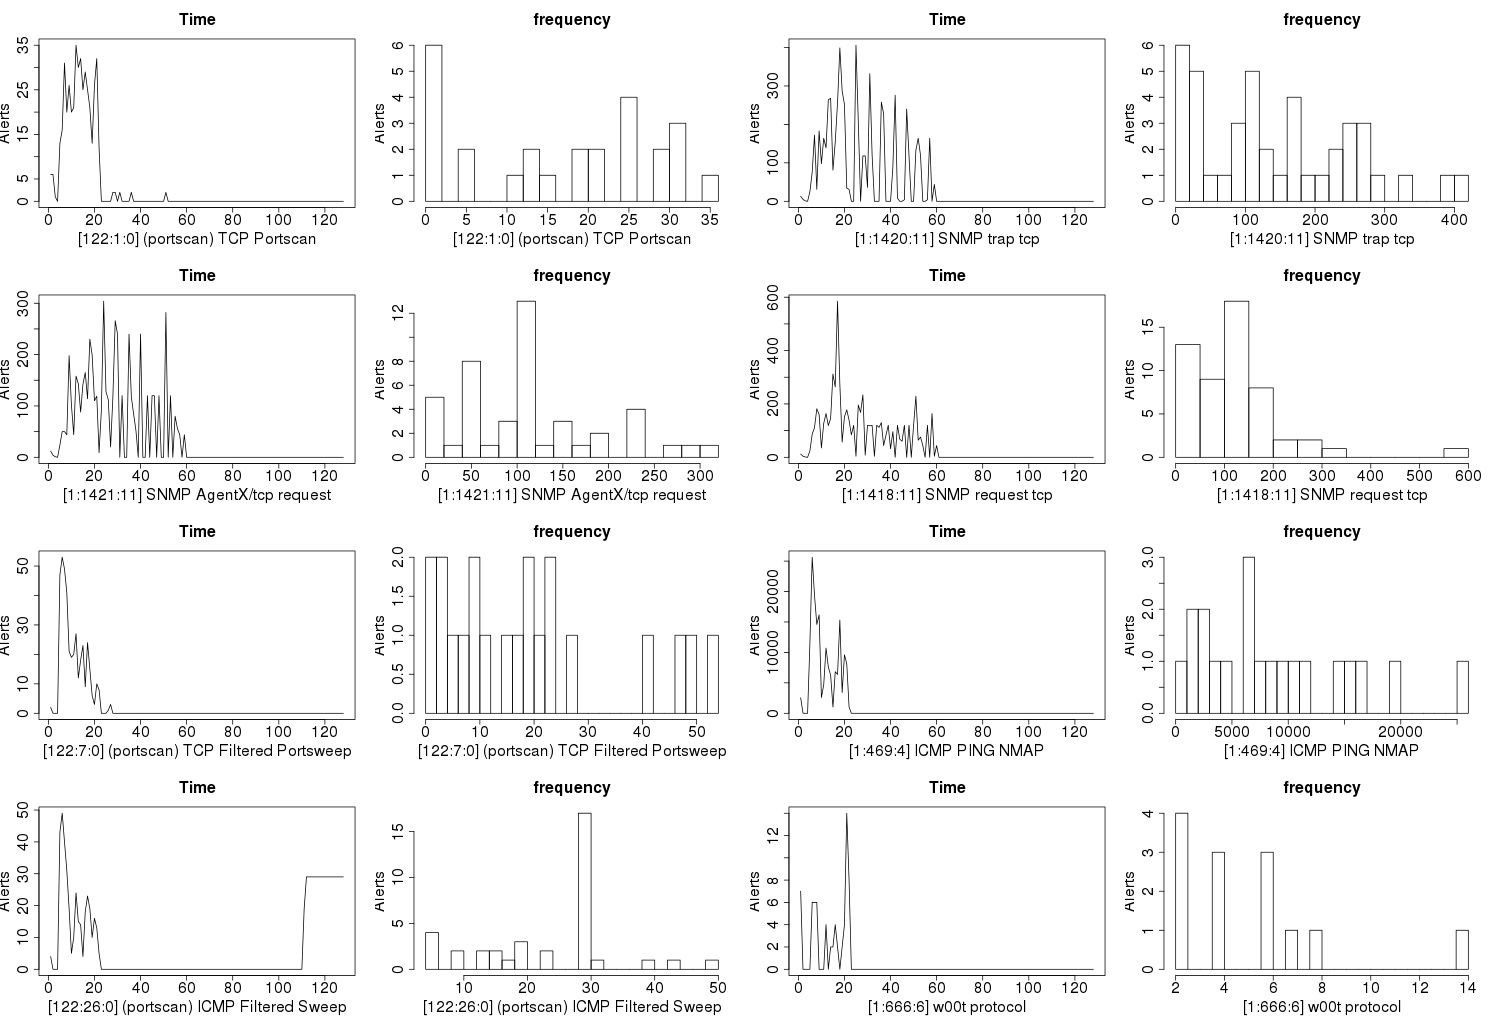 Time
frequency
Time
frequency
Alerts
0 5 15 25 35
0 20 40 60 80 100 120
[122:1:0] (portscan) TCP Portscan
Alerts
0 1 2 3 4 5 6
0 5 10 15 20 25 30 35
[122:1:0] (portscan) TCP Portscan
Alerts
0 100 300
0 20 40 60 80 100 120
[1:1420:11] SNMP trap tcp
Alerts
0 1 2 3 4 5 6
0 100 200 300 400
[1:1420:11] SNMP trap tcp
Time
frequency
Time
frequency
Alerts
0 100 200 300
0 20 40 60 80 100 120
[1:1421:11] SNMP AgentX/tcp request
Alerts
0 2 4 6 8 12
0 50 100 150 200 250 300
[1:1421:11] SNMP AgentX/tcp request
Alerts
0 200 400 600
0 20 40 60 80 100 120
[1:1418:11] SNMP request tcp
Alerts
0 5 10 15
0 100 200 300 400 500 600
[1:1418:11] SNMP request tcp
Time
frequency
Time
frequency
Alerts
0 10 30 50
0 20 40 60 80 100 120
[122:7:0] (portscan) TCP Filtered Portsweep
Alerts
0.0 0.5 1.0 1.5 2.0
0 10 20 30 40 50
[122:7:0] (portscan) TCP Filtered Portsweep
Alerts
0 10000 20000
0 20 40 60 80 100 120
[1:469:4] ICMP PING NMAP
Alerts
0.0 1.0 2.0 3.0
0 5000 10000 20000
[1:469:4] ICMP PING NMAP
Time
frequency
Time
frequency
Alerts
0 10 20 30 40 50
0 20 40 60 80 100 120
[122:26:0] (portscan) ICMP Filtered Sweep
Alerts
0 5 10 15
10 20 30 40 50
[122:26:0] (portscan) ICMP Filtered Sweep
Alerts
0 2 4 6 8 12
0 20 40 60 80 100 120
[1:666:6] w00t protocol
Alerts
0 1 2 3 4
2 4 6 8 10 12 14
[1:666:6] w00t protocol